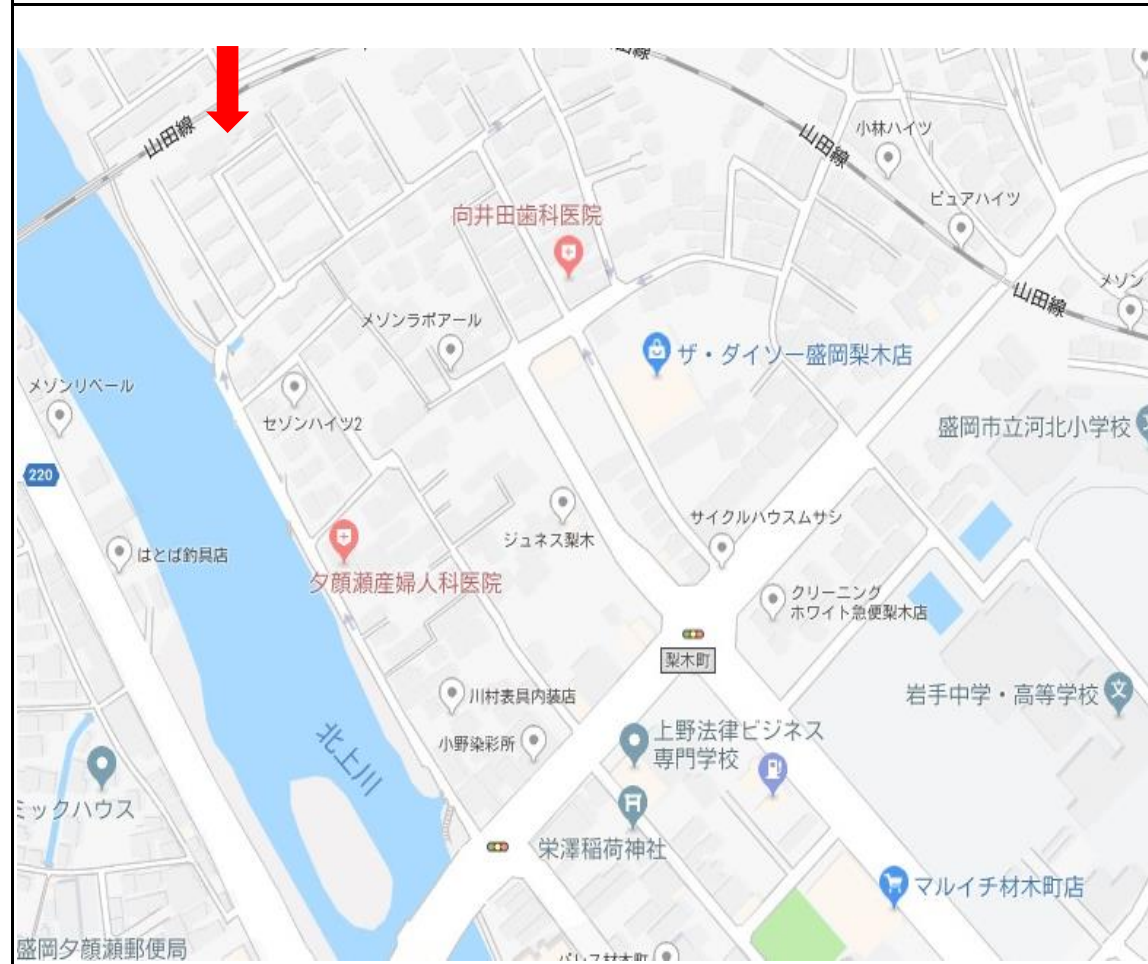 山田線
山田線
小林ハイツ
ピュアハイツ
向井田歯科医院
山田線
メゾン
メゾンラポアール
ザ・ダイソー盛岡梨木店
メゾンリベール
セゾンハイツ2
盛岡市立河北小学校
220
サイクルハウスムサシ
はとば釣具店
ジュネス梨木
夕顔瀬産婦人科医院
クリーニング
ホワイト急便梨木店
梨木町
川村表具内装店
岩手中学・高等学校
文
小野染彩所
上野法律ビジネス
専門学校
北上川
ミックハウス
栄澤稲荷神社
マルイチ材木町店
盛岡夕顔瀬郵便局
パレス材木町